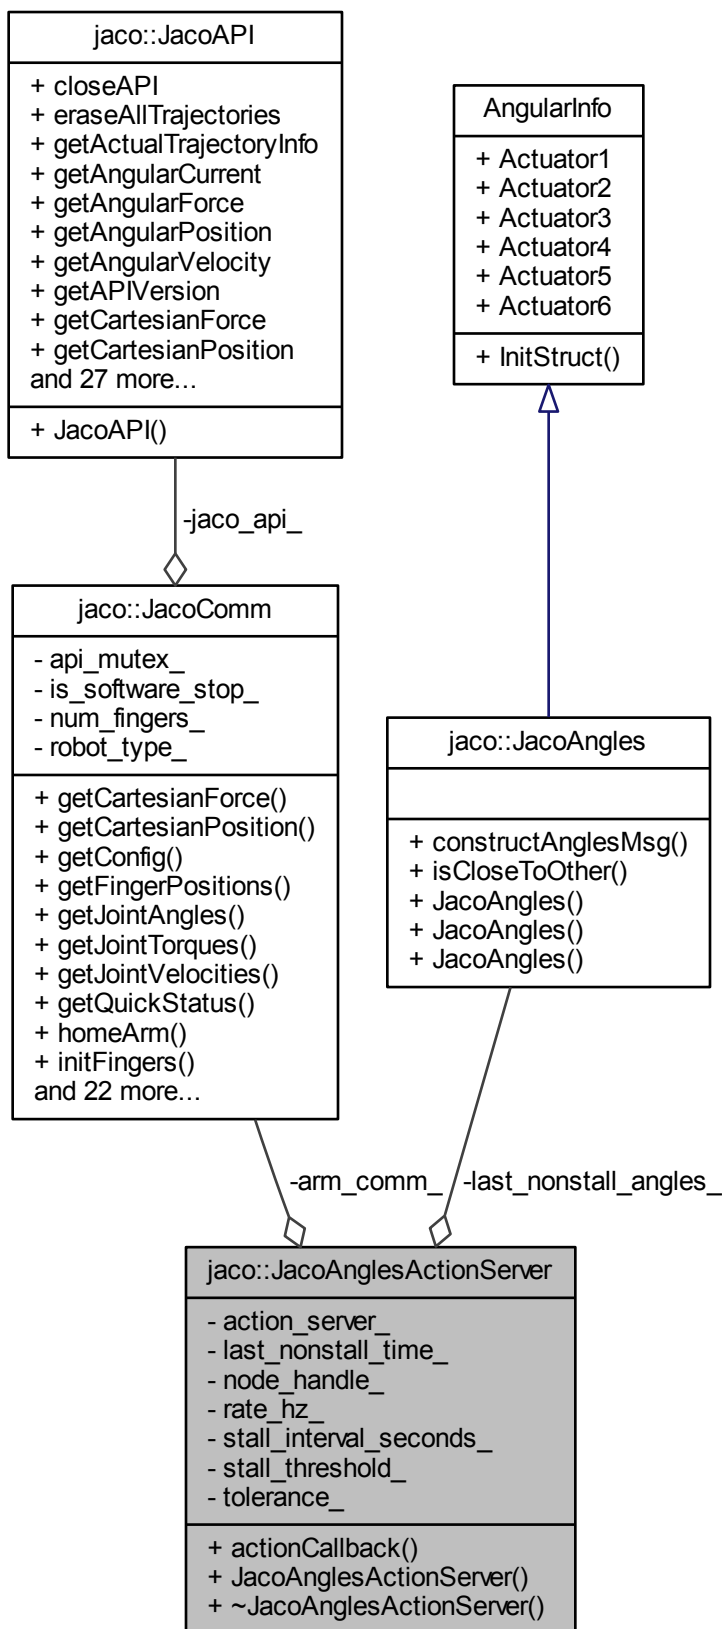 jaco::JacoAPI
+ closeAPI
+ eraseAllTrajectories
+ getActualTrajectoryInfo
+ getAngularCurrent
+ getAngularForce
+ getAngularPosition
+ getAngularVelocity
+ getAPIVersion
+ getCartesianForce
+ getCartesianPosition
and 27 more...
+ JacoAPI()
AngularInfo
+ Actuator1
+ Actuator2
+ Actuator3
+ Actuator4
+ Actuator5
+ Actuator6
+ InitStruct()
-jaco_api_
jaco::JacoComm
- api_mutex_
- is_software_stop_
- num_fingers_
- robot_type_
+ getCartesianForce()
+ getCartesianPosition()
+ getConfig()
+ getFingerPositions()
+ getJointAngles()
+ getJointTorques()
+ getJointVelocities()
+ getQuickStatus()
+ homeArm()
+ initFingers()
and 22 more...
jaco::JacoAngles
+ constructAnglesMsg()
+ isCloseToOther()
+ JacoAngles()
+ JacoAngles()
+ JacoAngles()
-arm_comm_
-last_nonstall_angles_
jaco::JacoAnglesActionServer
- action_server_
- last_nonstall_time_
- node_handle_
- rate_hz_
- stall_interval_seconds_
- stall_threshold_
- tolerance_
+ actionCallback()
+ JacoAnglesActionServer()
+ ~JacoAnglesActionServer()